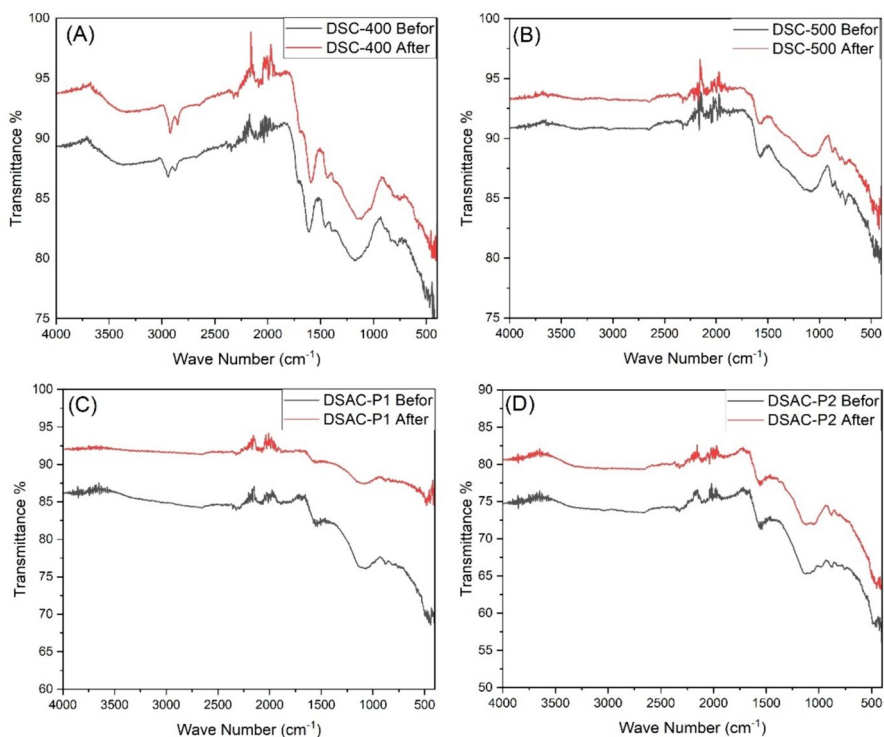 (A)
DSC-400 Befor
DSC-400 After
100
95
90
85
80
75
Transmittance %
4000 3500 3000 2500 2000 1500 1000 500
Wave Number (cm⁻¹)
(B)
DSC-500 Befor
DSC-500 After
100
95
90
85
80
75
Transmittance %
4000 3500 3000 2500 2000 1500 1000 500
Wave Number (cm⁻¹)
(C)
DSAC-P1 Befor
DSAC-P1 After
100
95
90
85
80
75
70
65
60
Transmittance %
4000 3500 3000 2500 2000 1500 1000 500
Wave Number (cm⁻¹)
(D)
DSAC-P2 Befor
DSAC-P2 After
90
85
80
75
70
65
60
55
50
Transmittance %
4000 3500 3000 2500 2000 1500 1000 500
Wave Number (cm⁻¹)